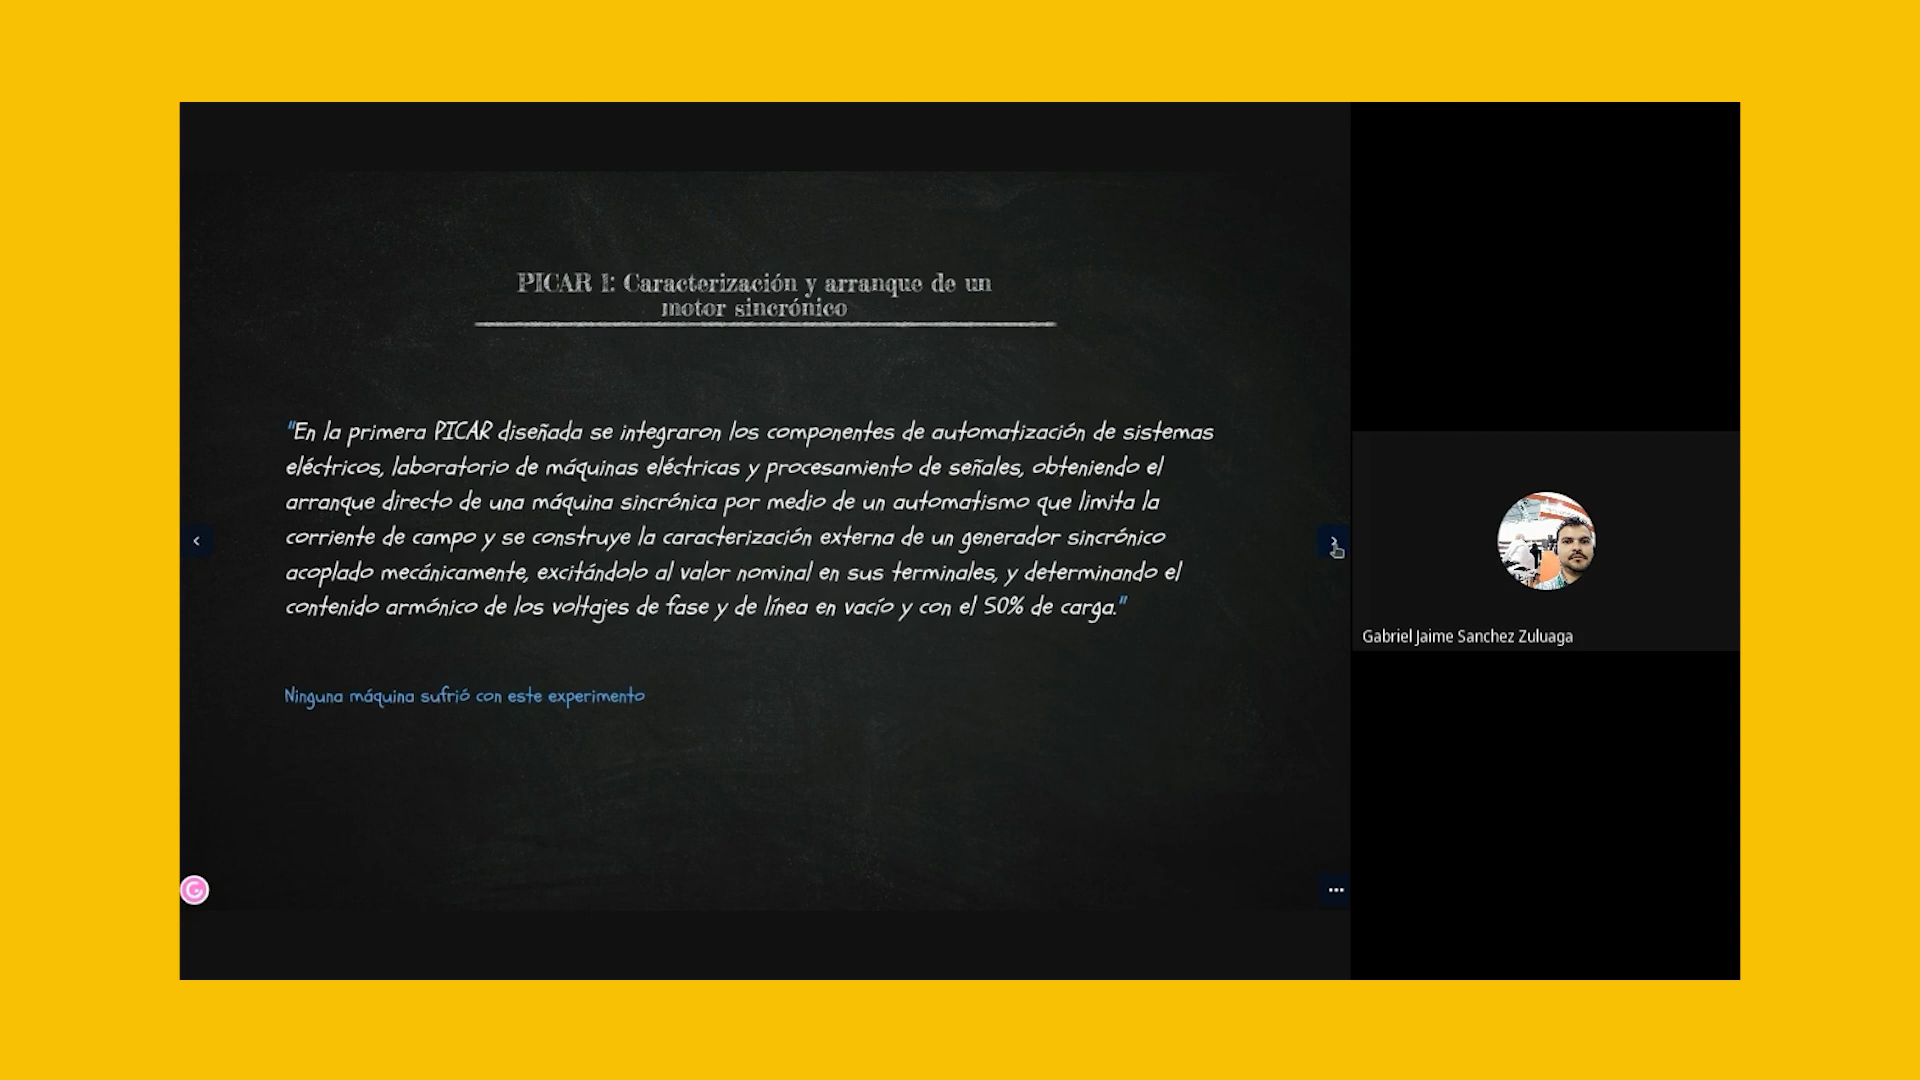 PICAR 1: Caracterización y arranque de un
motor sincrónico
"En la primera PICAR diseñada se integraron los componentes de automatización de sistemas
eléctricos, laboratorio de máquinas eléctricas y procesamiento de señales, obteniendo el
arranque directo de una máquina sincrónica por medio de un automatismo que limita la
corriente de campo y se construye la caracterización externa de un generador sincrónico
acoplado mecánicamente, excitándolo al valor nominal en sus terminales, y determinando el
contenido armónico de los voltajes de fase y de línea en vacío y con el 50% de carga."
Ninguna máquina sufrió con este experimento
Gabriel Jaime Sanchez Zuluaga